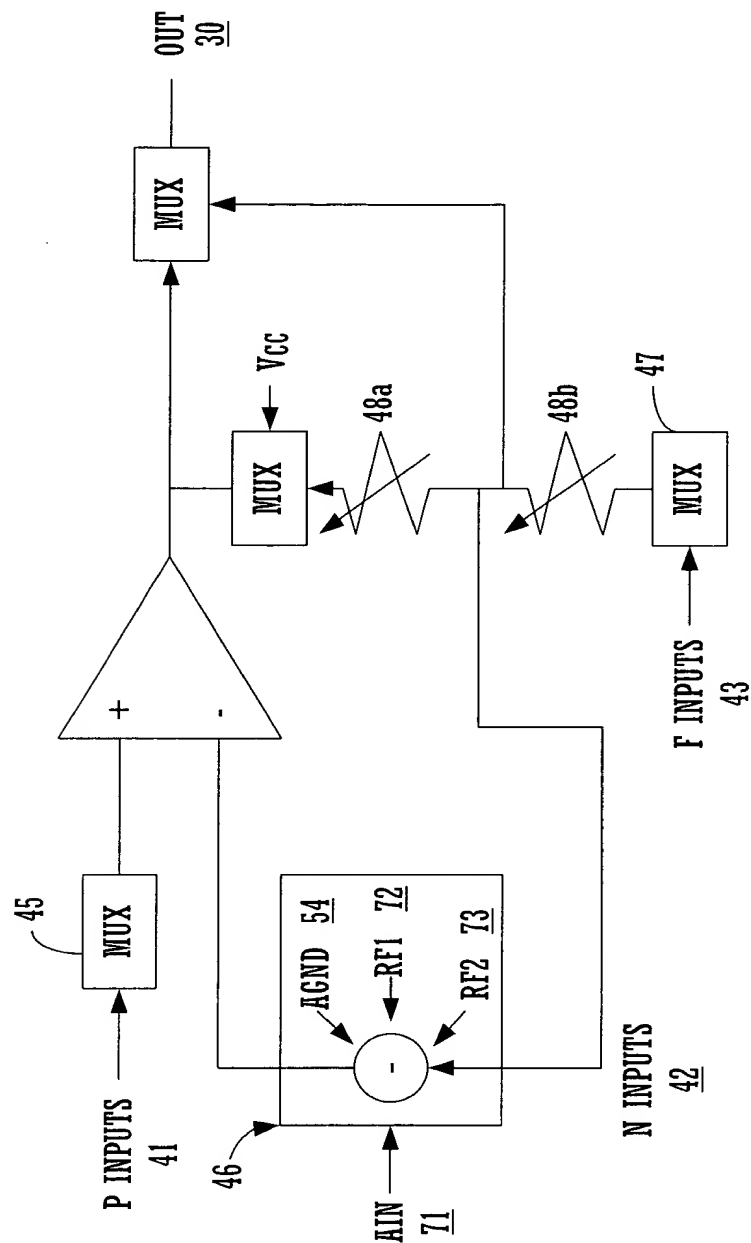 OUT
30
MUX
VCC
MUX
48a
48b
47
MUX
F INPUTS
43
+
-
45
MUX
P INPUTS
41
46
AGND 54
RF1 72
RF2 73
-
AIN
71
N INPUTS
42